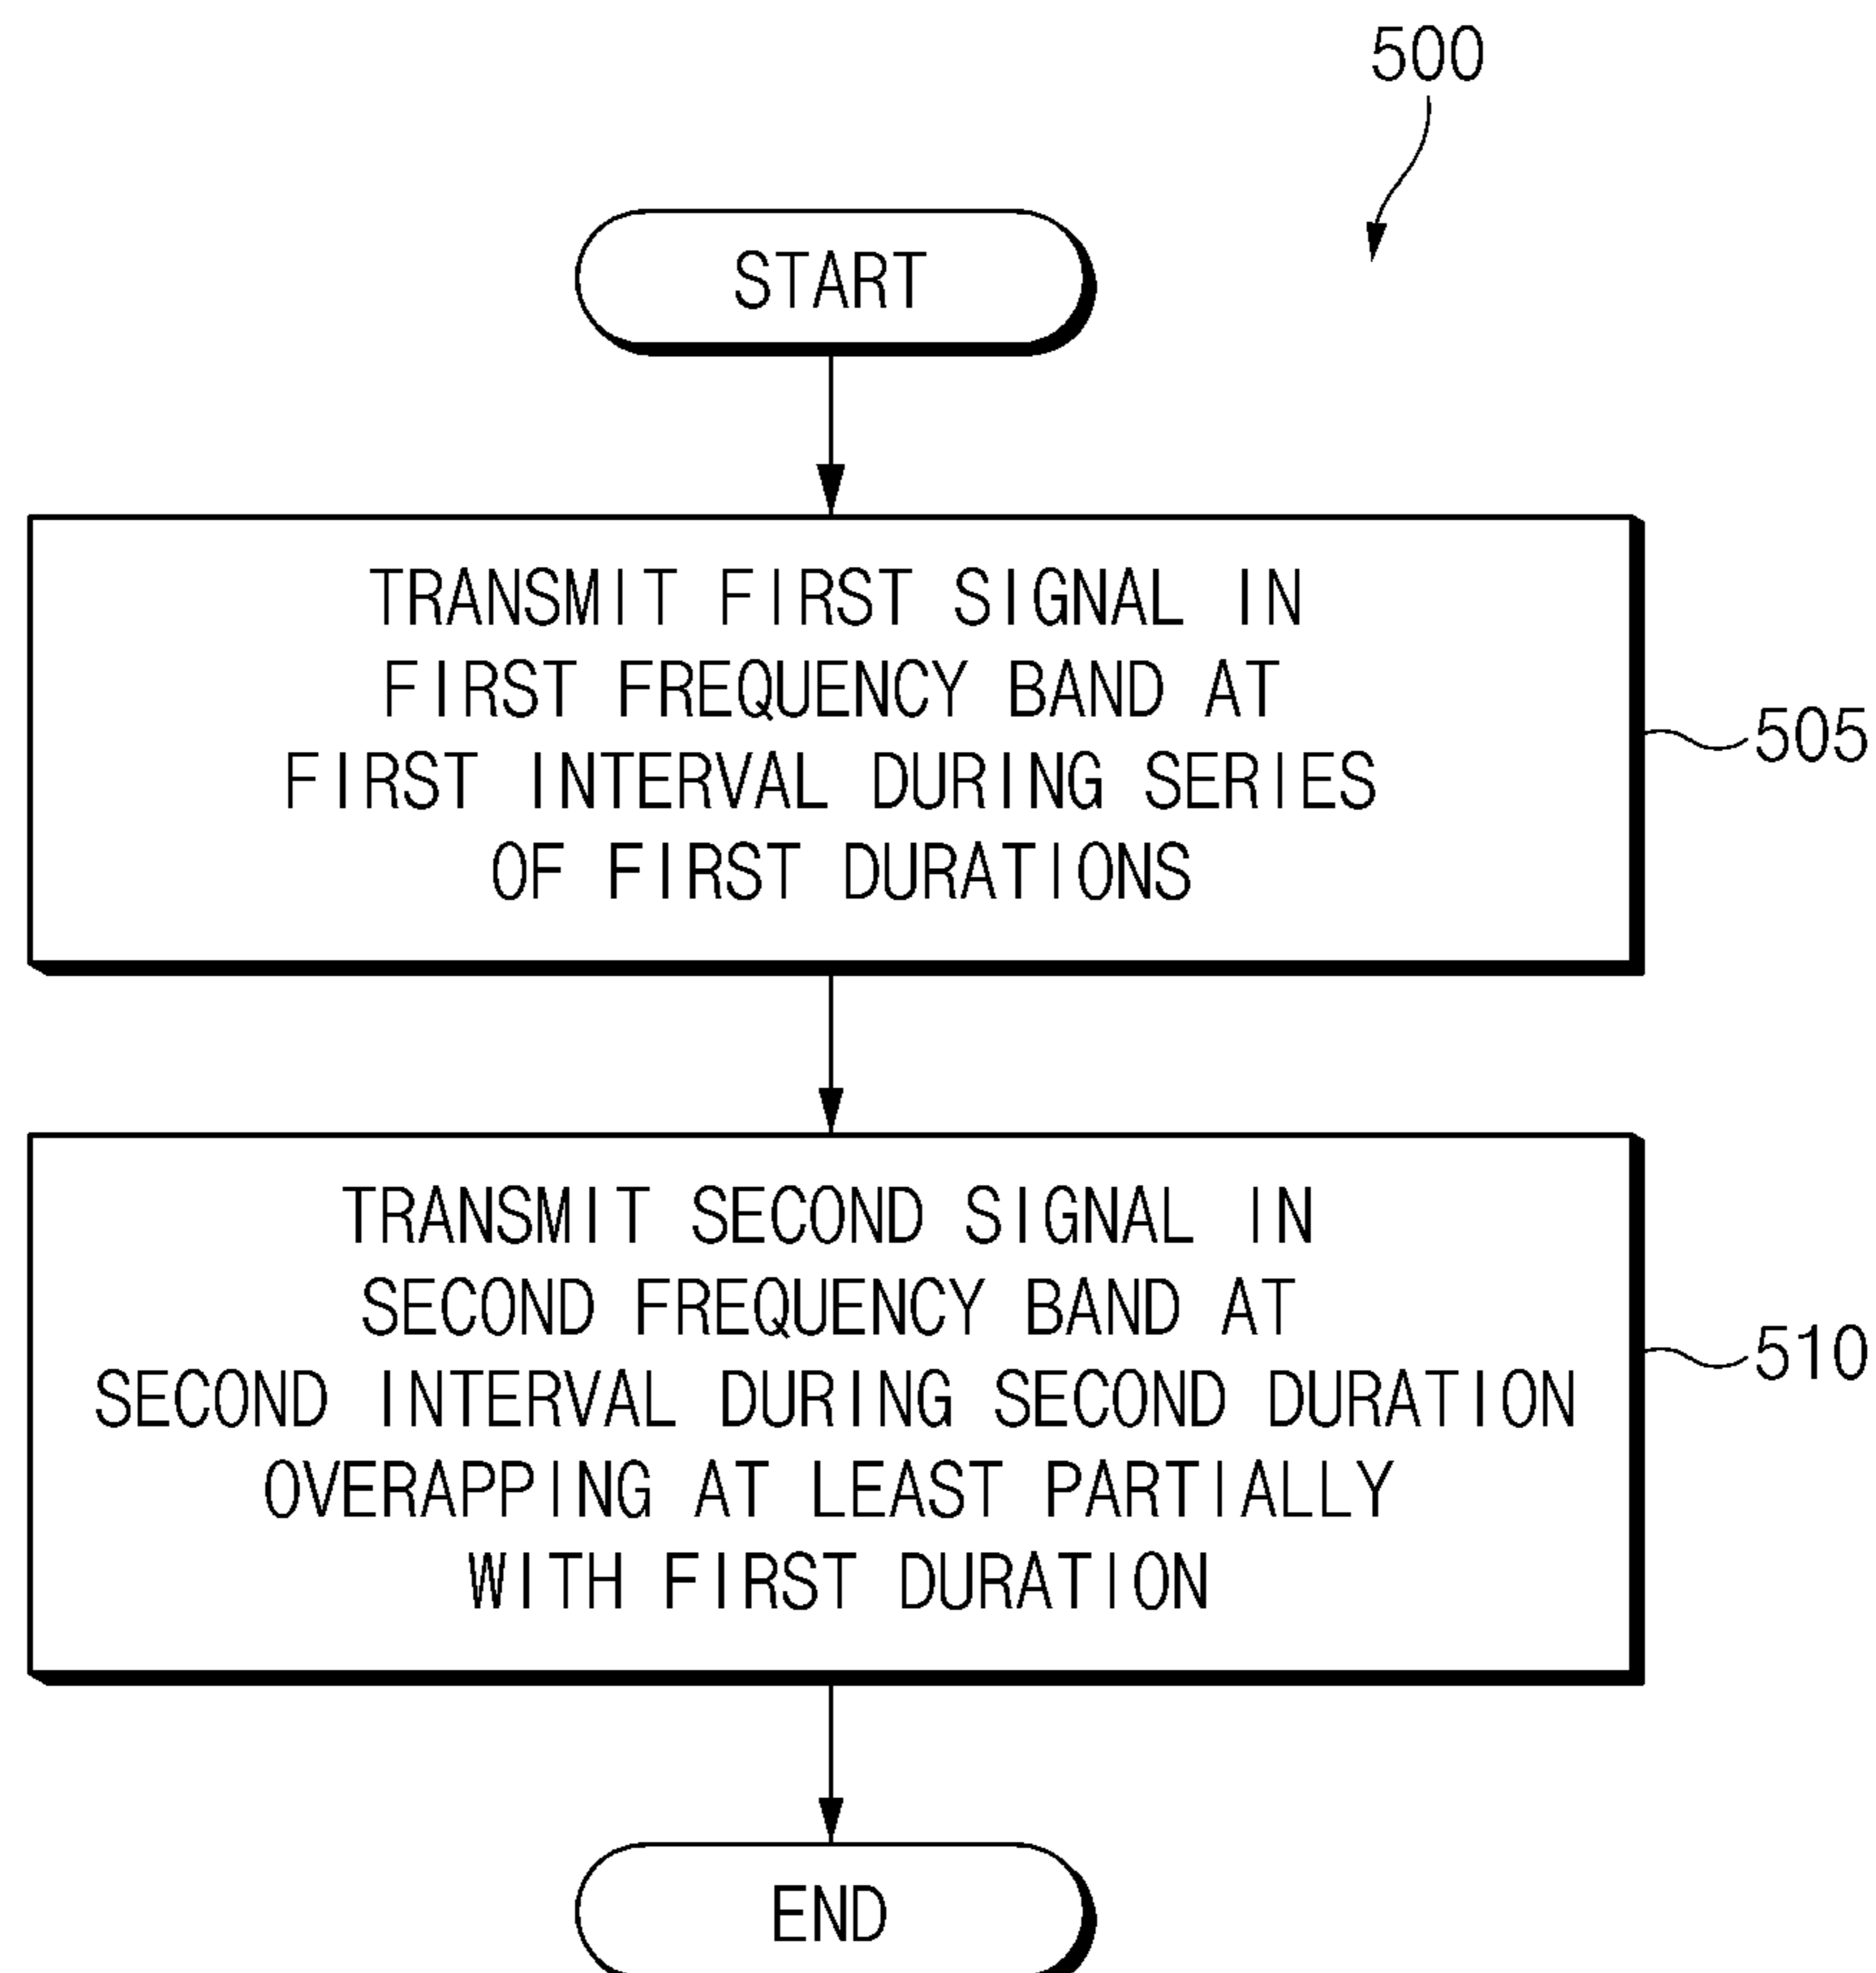 500
START
TRANSMIT FIRST SIGNAL IN
FIRST FREQUENCY BAND AT
FIRST INTERVAL DURING SERIES
OF FIRST DURATIONS
505
TRANSMIT SECOND SIGNAL IN
SECOND FREQUENCY BAND AT
SECOND INTERVAL DURING SECOND DURATION
OVERAPPING AT LEAST PARTIALLY
WITH FIRST DURATION
510
END